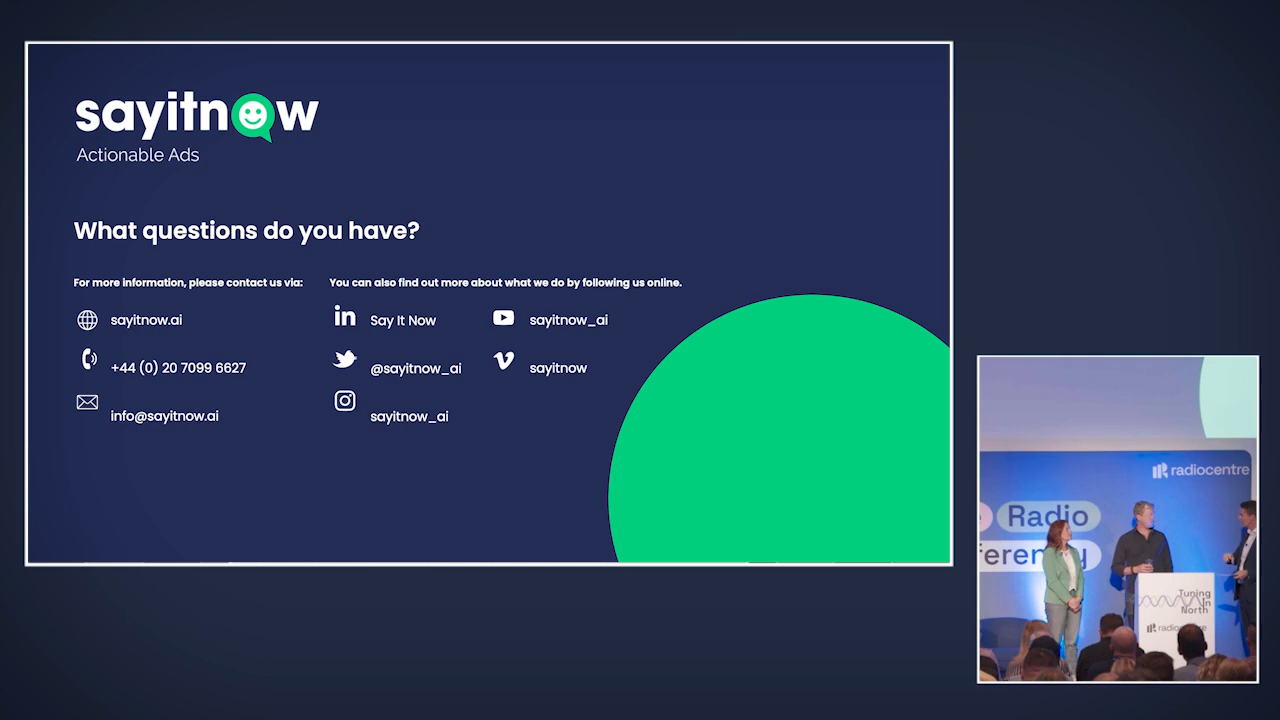 sayitnow
Actionable Ads
What questions do you have?
For more information, please contact us via:
sayitnow.ai
+44 (0) 20 7099 6627
info@sayitnow.ai
You can also find out more about what we do by following us online.
Say It Now
@sayitnow_ai
sayitnow_ai
sayitnow_ai
sayitnow
radiocentre
Radio
Tuning
in
North